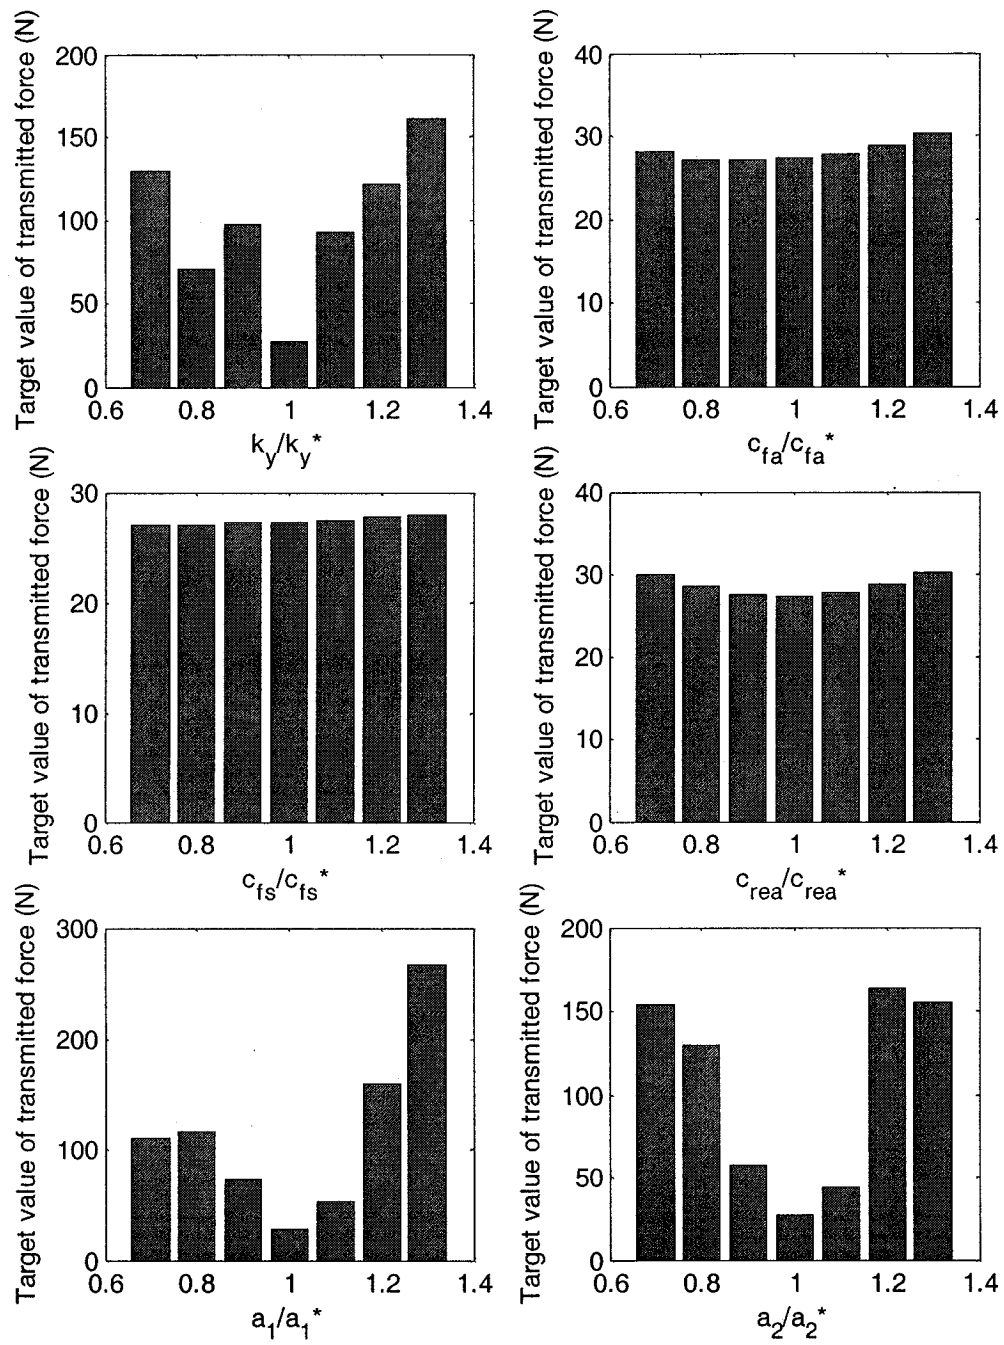 Target value of transmitted force (N)
200
150
100
50
0
0.6 0.8 1 1.2 1.4
k_y/k_y*
Target value of transmitted force (N)
40
30
20
10
0
0.6 0.8 1 1.2 1.4
c_fa/c_fa*
Target value of transmitted force (N)
30
20
10
0
0.6 0.8 1 1.2 1.4
c_fs/c_fs*
Target value of transmitted force (N)
40
30
20
10
0
0.6 0.8 1 1.2 1.4
c_rea/c_rea*
Target value of transmitted force (N)
300
200
100
0
0.6 0.8 1 1.2 1.4
a_1/a_1*
Target value of transmitted force (N)
200
150
100
50
0
0.6 0.8 1 1.2 1.4
a_2/a_2*